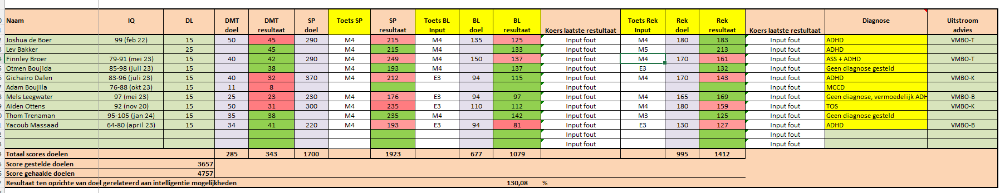 Naam IQ DL DMT doel DMT resultaat SP doel Toets SP SP resultaat Toets BL Input BL doel BL resultaat Koers laatste restultaat Toets Rek Input Rek doel Rek resultaat Koers laatste restultaat Diagnose Uitstroom advies
Joshua de Boer 99 (feb 22) 15 50 45 290 M4 215 M4 135 125 Input fout M4 180 183 Input fout ADHD VMBO-T
Lev Bakker 25 45 M4 215 M4 133 Input fout M5 213 Input fout ADHD
Finnley Broer 79-91 (mei 23) 15 40 42 290 M4 249 M4 150 137 Input fout M4 170 161 Input fout ASS + ADHD VMBO-T
Otmen Boujida 85-98 (juli 23) 15 38 M4 193 M4 137 Input fout E3 132 Input fout Geen diagnose gesteld
Gichairo Dalen 83-96 (juli 23) 15 40 32 370 M4 212 E3 94 115 Input fout M4 170 143 Input fout ADHD VMBO-K
Adam Boujila 76-88 (okt 23) 15 11 8 Input fout Input fout MCCD
Mels Leegwater 97 (mei 23) 15 25 23 230 M4 176 E3 94 97 Input fout M4 165 169 Input fout Geen diagnose, vermoedelijk ADH VMBO-B
Aiden Ottens 92 (nov 20) 15 50 31 300 M4 235 E3 110 112 Input fout M4 180 159 Input fout TOS VMBO-K
Thom Trenaman 95-105 (jan 24) 15 35 38 M4 235 M4 142 Input fout M3 125 Input fout Geen diagnose gesteld
Yacoub Massaad 64-80 (april 23) 15 34 41 220 M4 193 E3 94 81 Input fout E3 130 127 Input fout ADHD VMBO-B
Input fout Input fout
Input fout Input fout
Totaal scores doelen 285 343 1700 1923 677 1079 995 1412
Score gestelde doelen 3657
Score gehaalde doelen 4757
Resultaat ten opzichte van doel gerelateerd aan intelligentie mogelijkheden 130,08 %